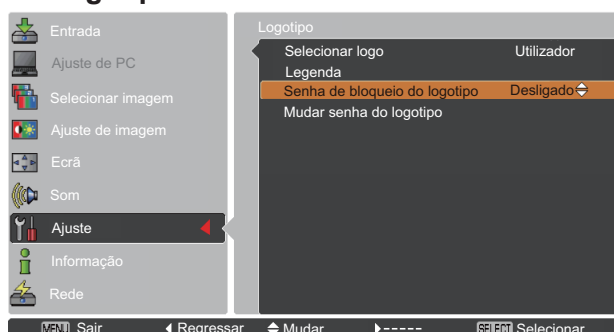 Entrada
Ajuste de PC
Selecionar imagem
Ajuste de imagem
Ecrã
Som
Ajuste
Informação
Rede
Logotipo
Selecionar logo Utilizador
Legenda
Senha de bloqueio do logotipo Desligado
Mudar senha do logotipo
MENU Sair Regressar Mudar ----- SELECT Selecionar